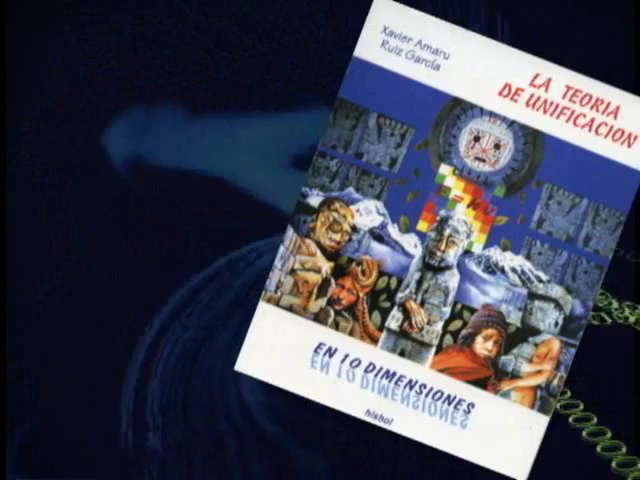 Xavier Amaru
Ruiz García
LA TEORIA
DE UNIFICACION
EN 10 DIMENSIONES
EN 10 DIMENSIONES
hisbol